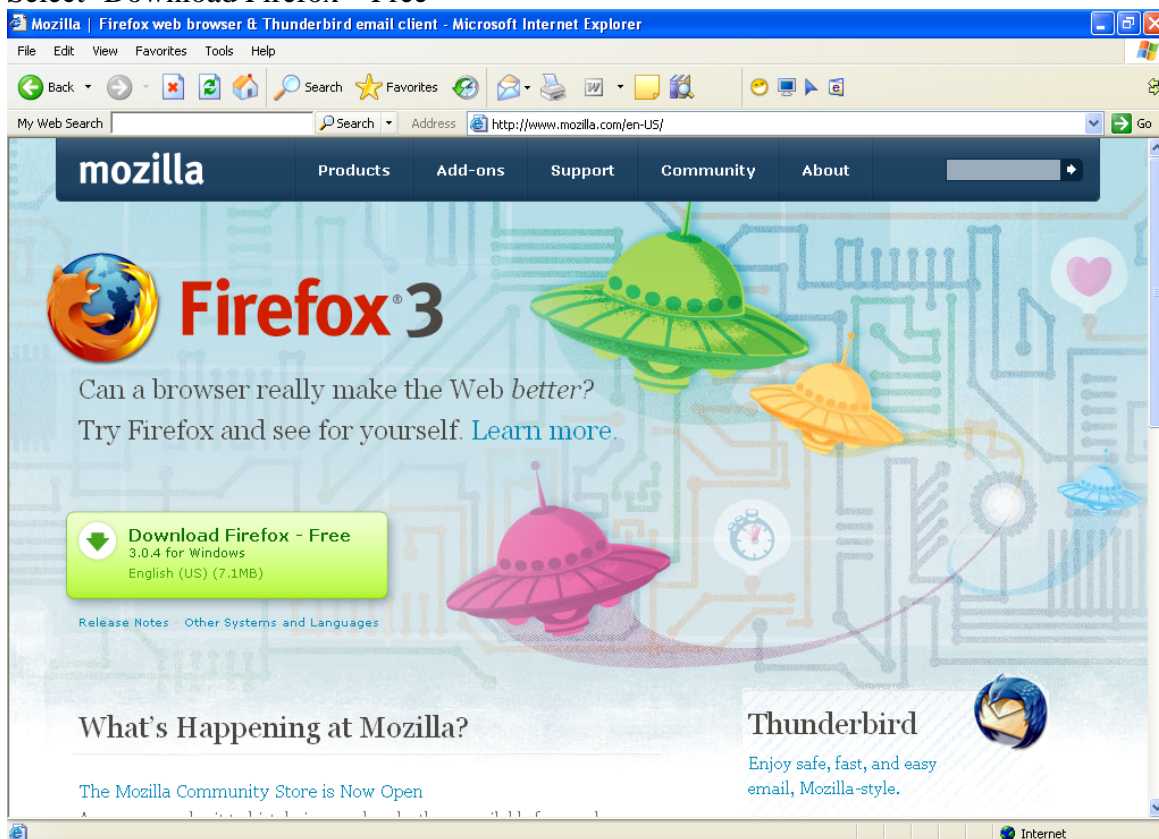 Select "Download Firefox – Free"
Mozilla | Firefox web browser & Thunderbird email client - Microsoft Internet Explorer
File Edit View Favorites Tools Help
Back Search Favorites
My Web Search Search Address http://www.mozilla.com/en-US/ Go
mozilla Products Add-ons Support Community About
Firefox® 3
Can a browser really make the Web better?
Try Firefox and see for yourself. Learn more.
Download Firefox - Free
3.0.4 for Windows
English (US) (7.1MB)
Release Notes - Other Systems and Languages
What's Happening at Mozilla?
The Mozilla Community Store is Now Open
Thunderbird
Enjoy safe, fast, and easy
email, Mozilla-style.
Internet